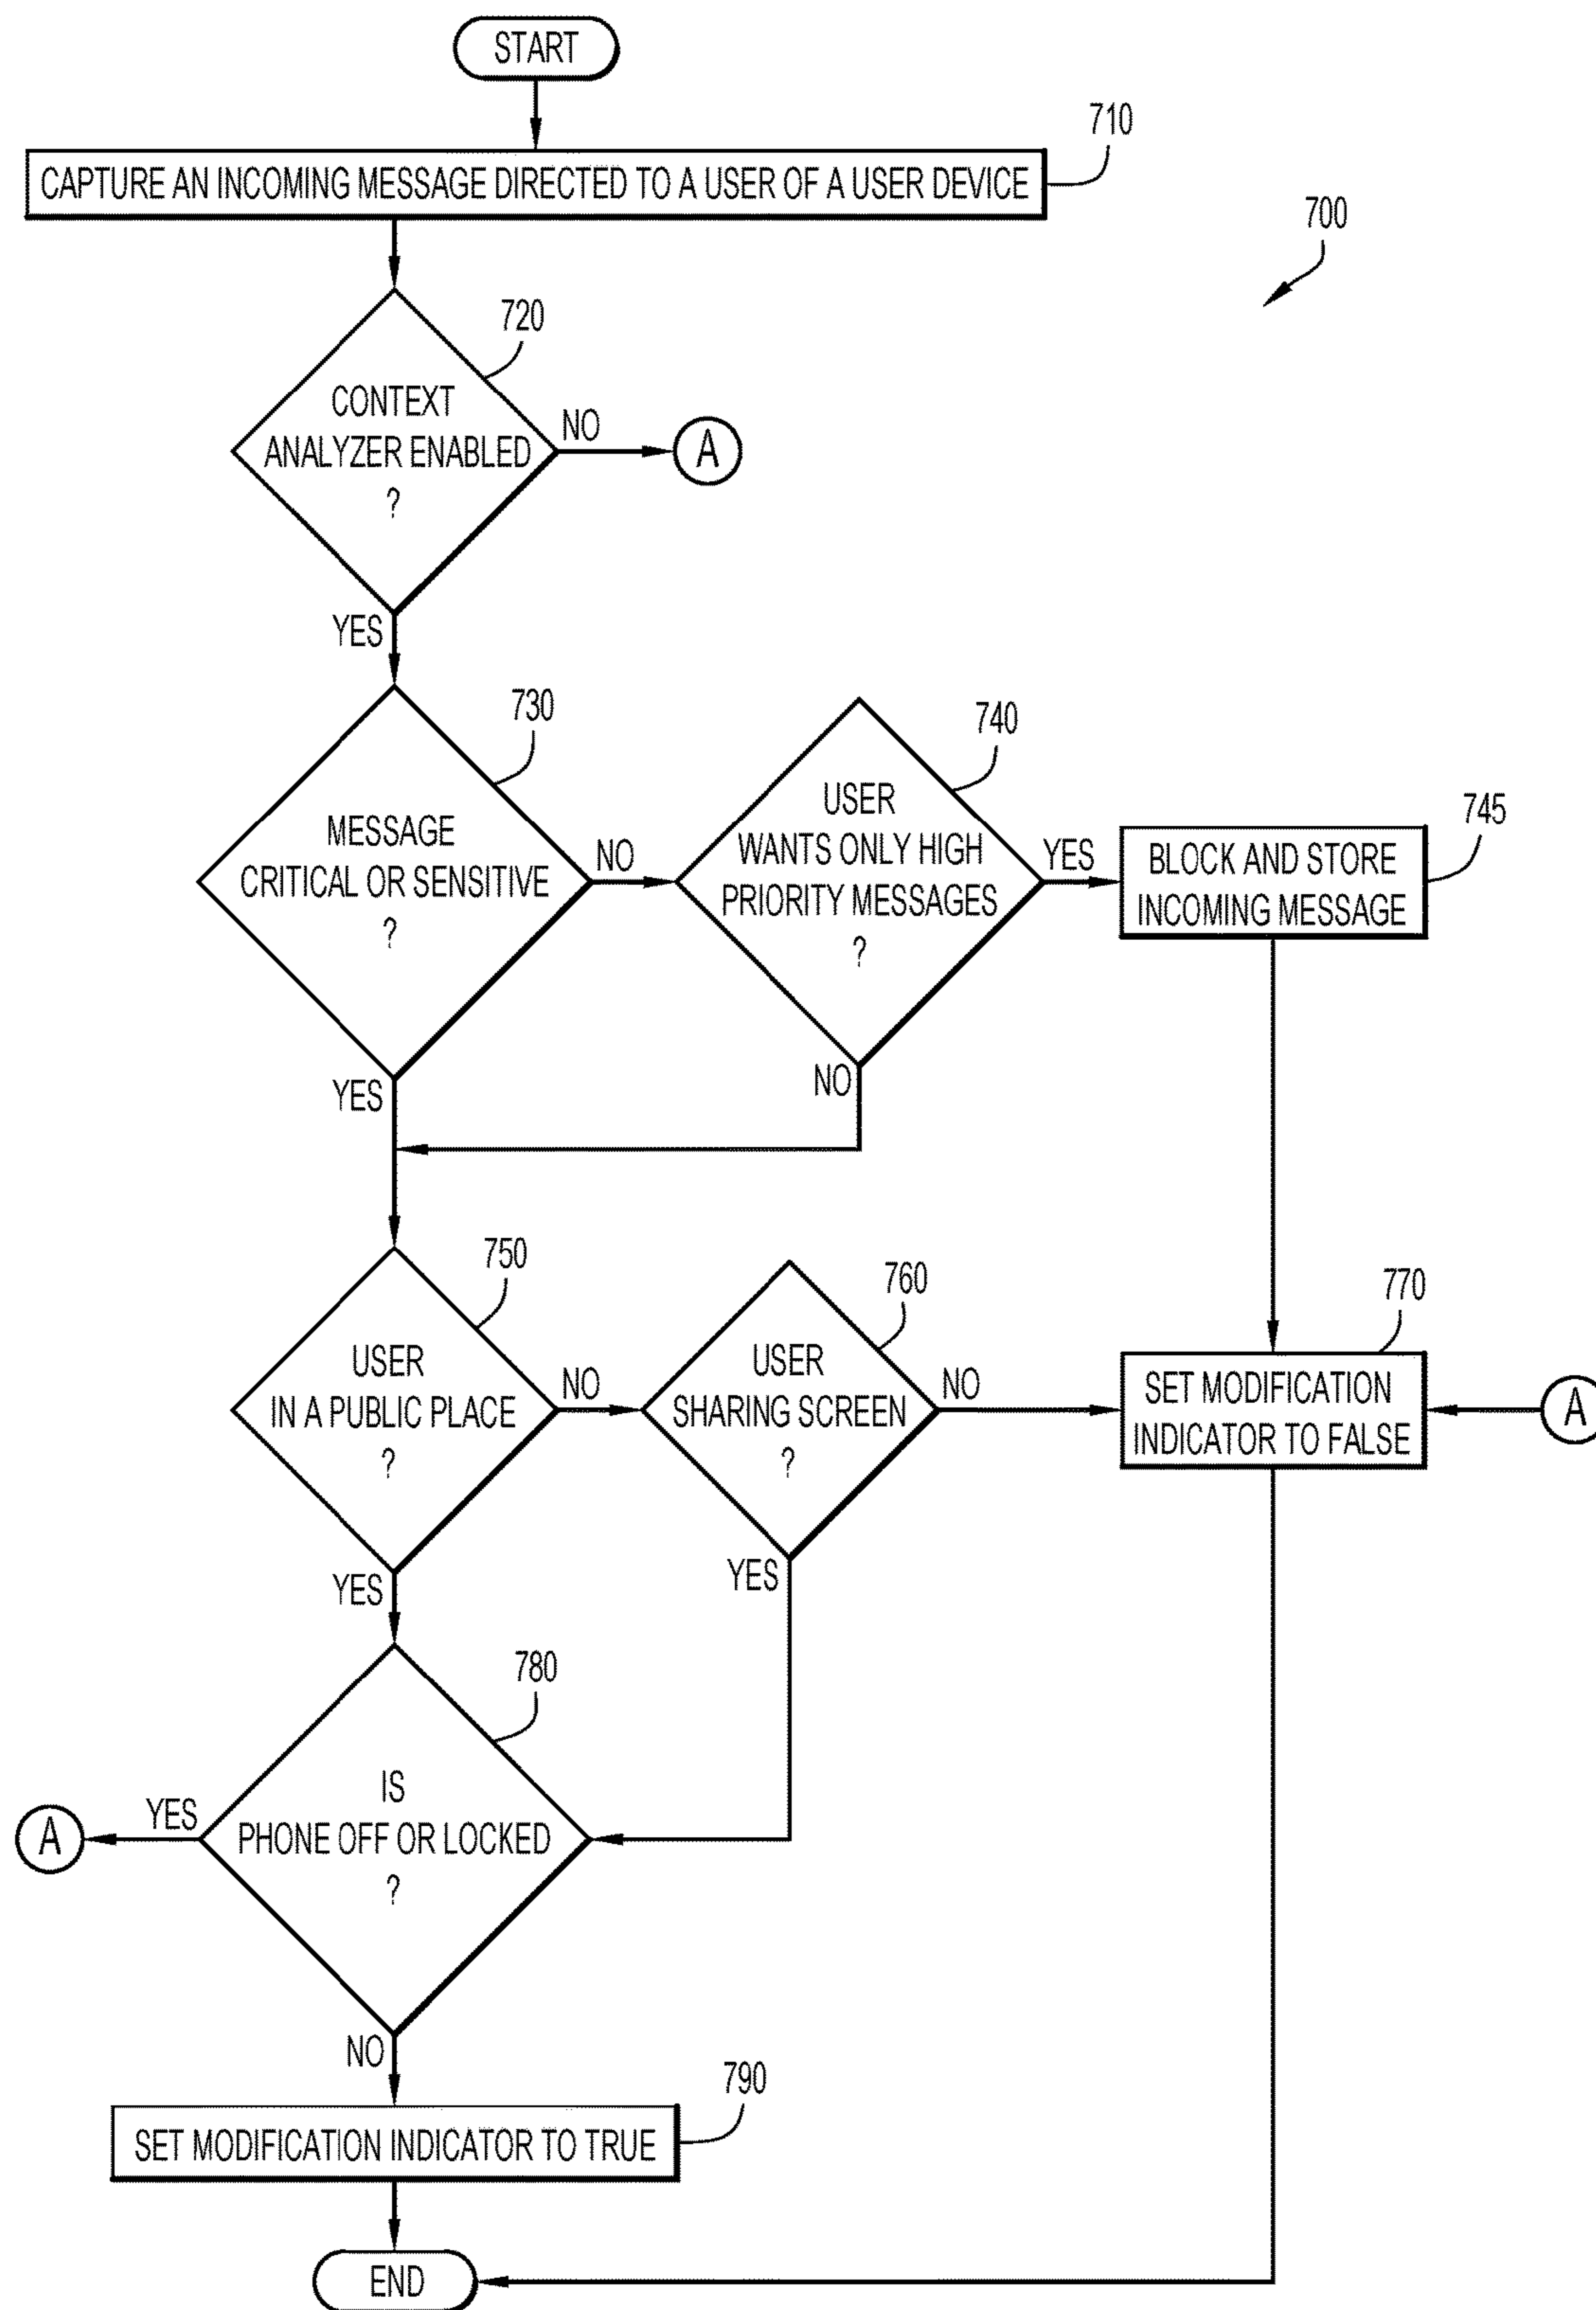 START
710
CAPTURE AN INCOMING MESSAGE DIRECTED TO A USER OF A USER DEVICE
700
720
CONTEXT
ANALYZER ENABLED
?
NO
A
YES
730
MESSAGE
CRITICAL OR SENSITIVE
?
NO
740
USER
WANTS ONLY HIGH
PRIORITY MESSAGES
?
YES
745
BLOCK AND STORE
INCOMING MESSAGE
YES
NO
750
USER
IN A PUBLIC PLACE
?
NO
760
USER
SHARING SCREEN
?
NO
770
SET MODIFICATION
INDICATOR TO FALSE
A
YES
YES
780
IS
PHONE OFF OR LOCKED
?
YES
A
NO
790
SET MODIFICATION INDICATOR TO TRUE
END